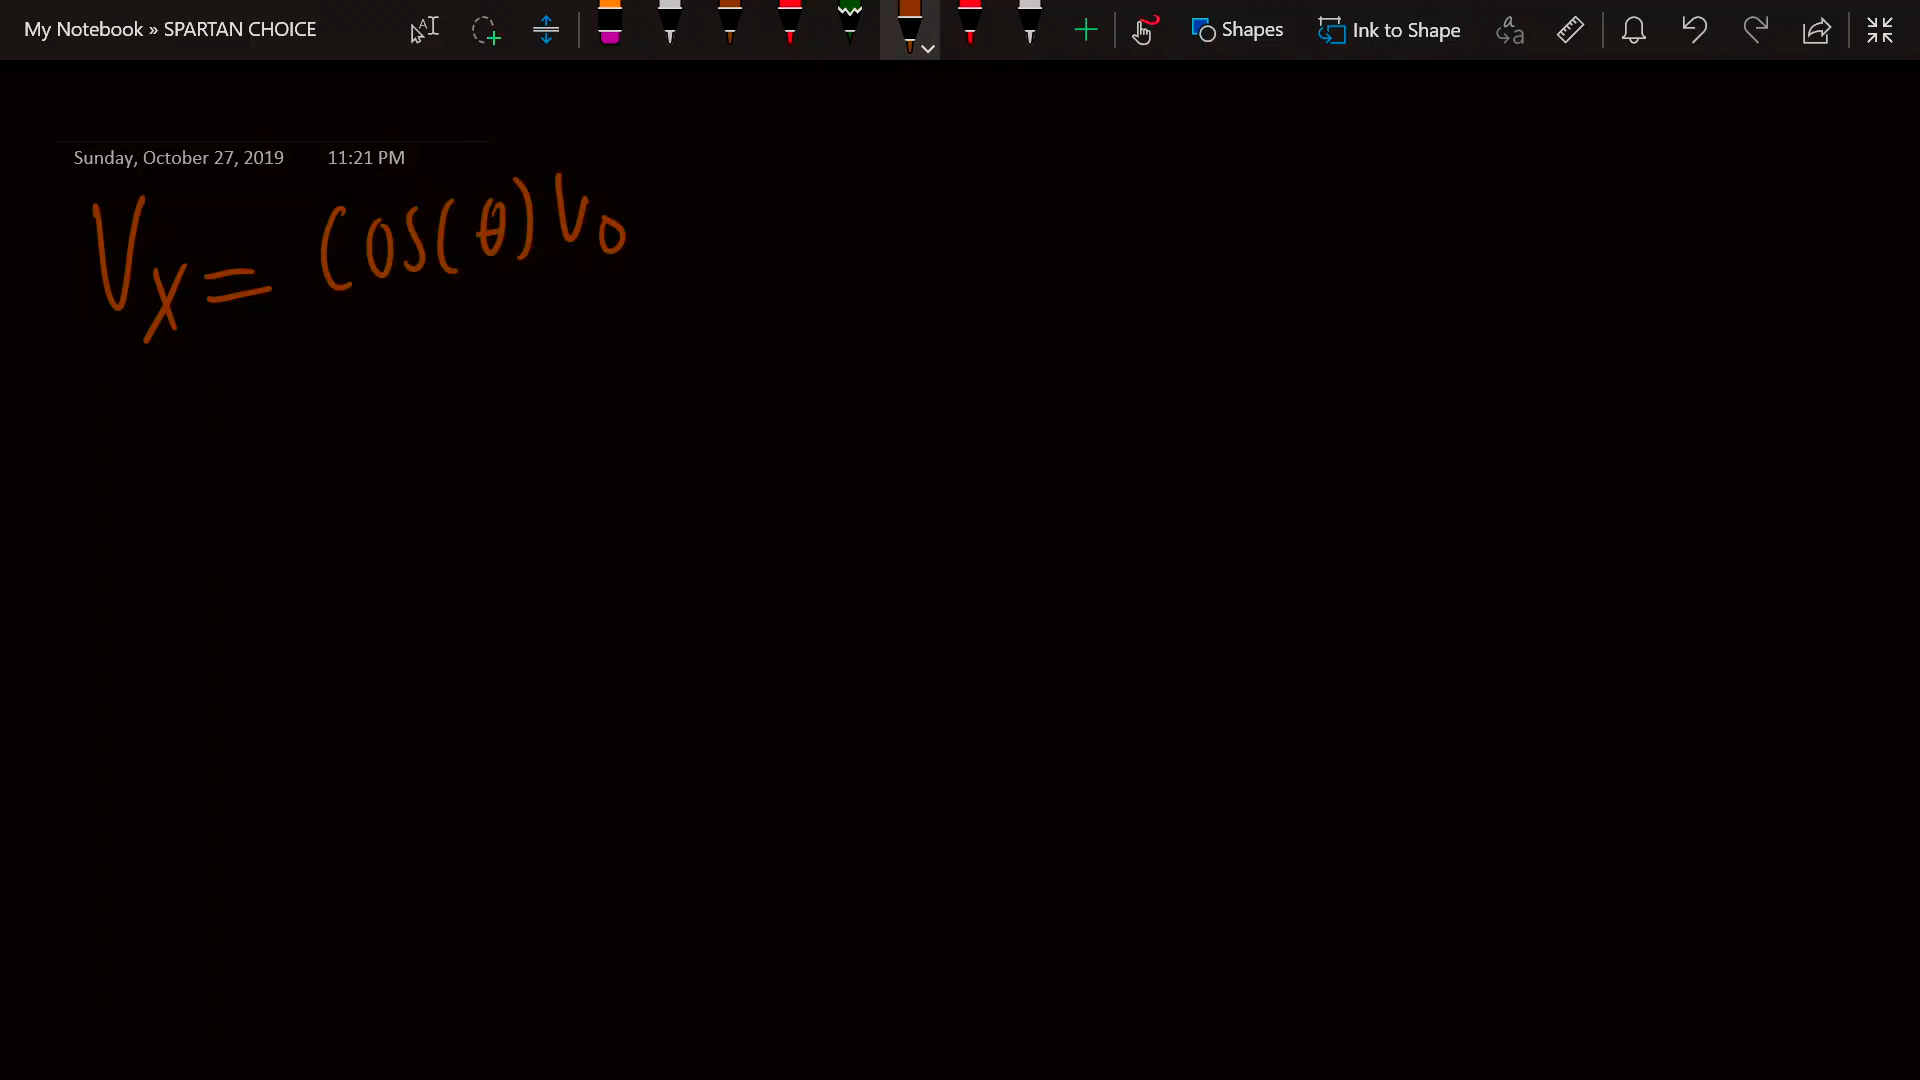 My Notebook » SPARTAN CHOICE Shapes Ink to Shape
Sunday, October 27, 2019 11:21 PM
Vx = cos(θ)V0